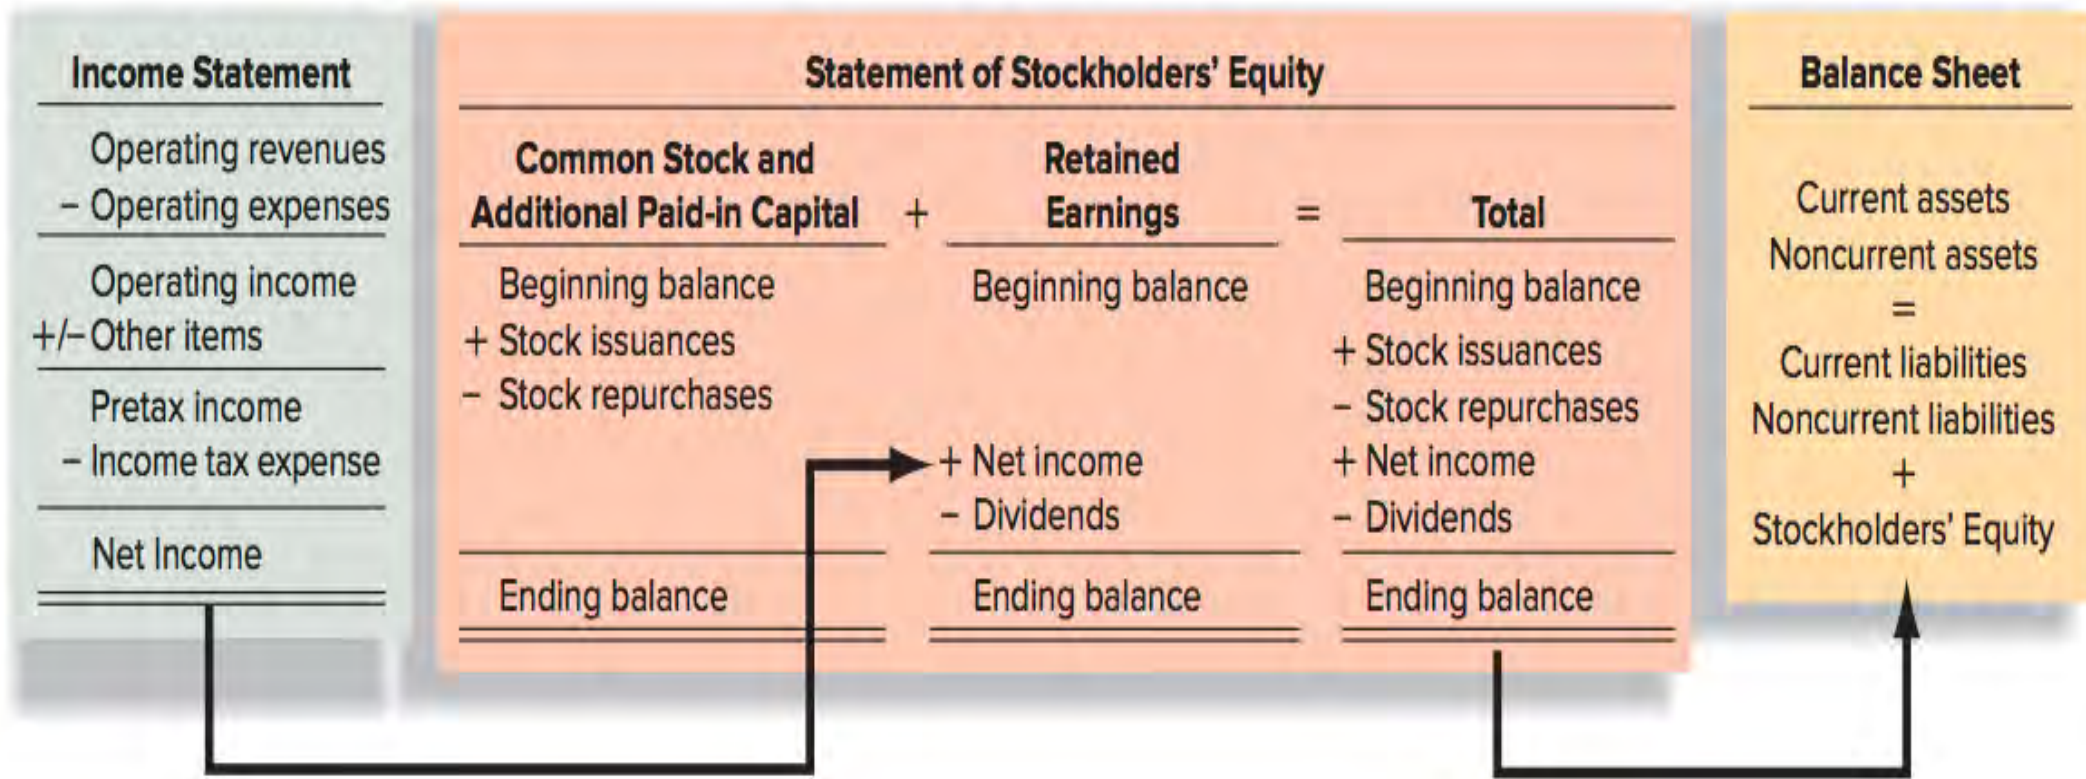 Income Statement
Operating revenues
– Operating expenses
Operating income
+/– Other items
Pretax income
– Income tax expense
Net Income
Statement of Stockholders' Equity
Common Stock and
Additional Paid-in Capital
+
Retained
Earnings
=
Total
Beginning balance
+ Stock issuances
– Stock repurchases
Ending balance
Beginning balance
+ Net income
– Dividends
Ending balance
Beginning balance
+ Stock issuances
– Stock repurchases
+ Net income
– Dividends
Ending balance
Balance Sheet
Current assets
Noncurrent assets
=
Current liabilities
Noncurrent liabilities
+
Stockholders' Equity